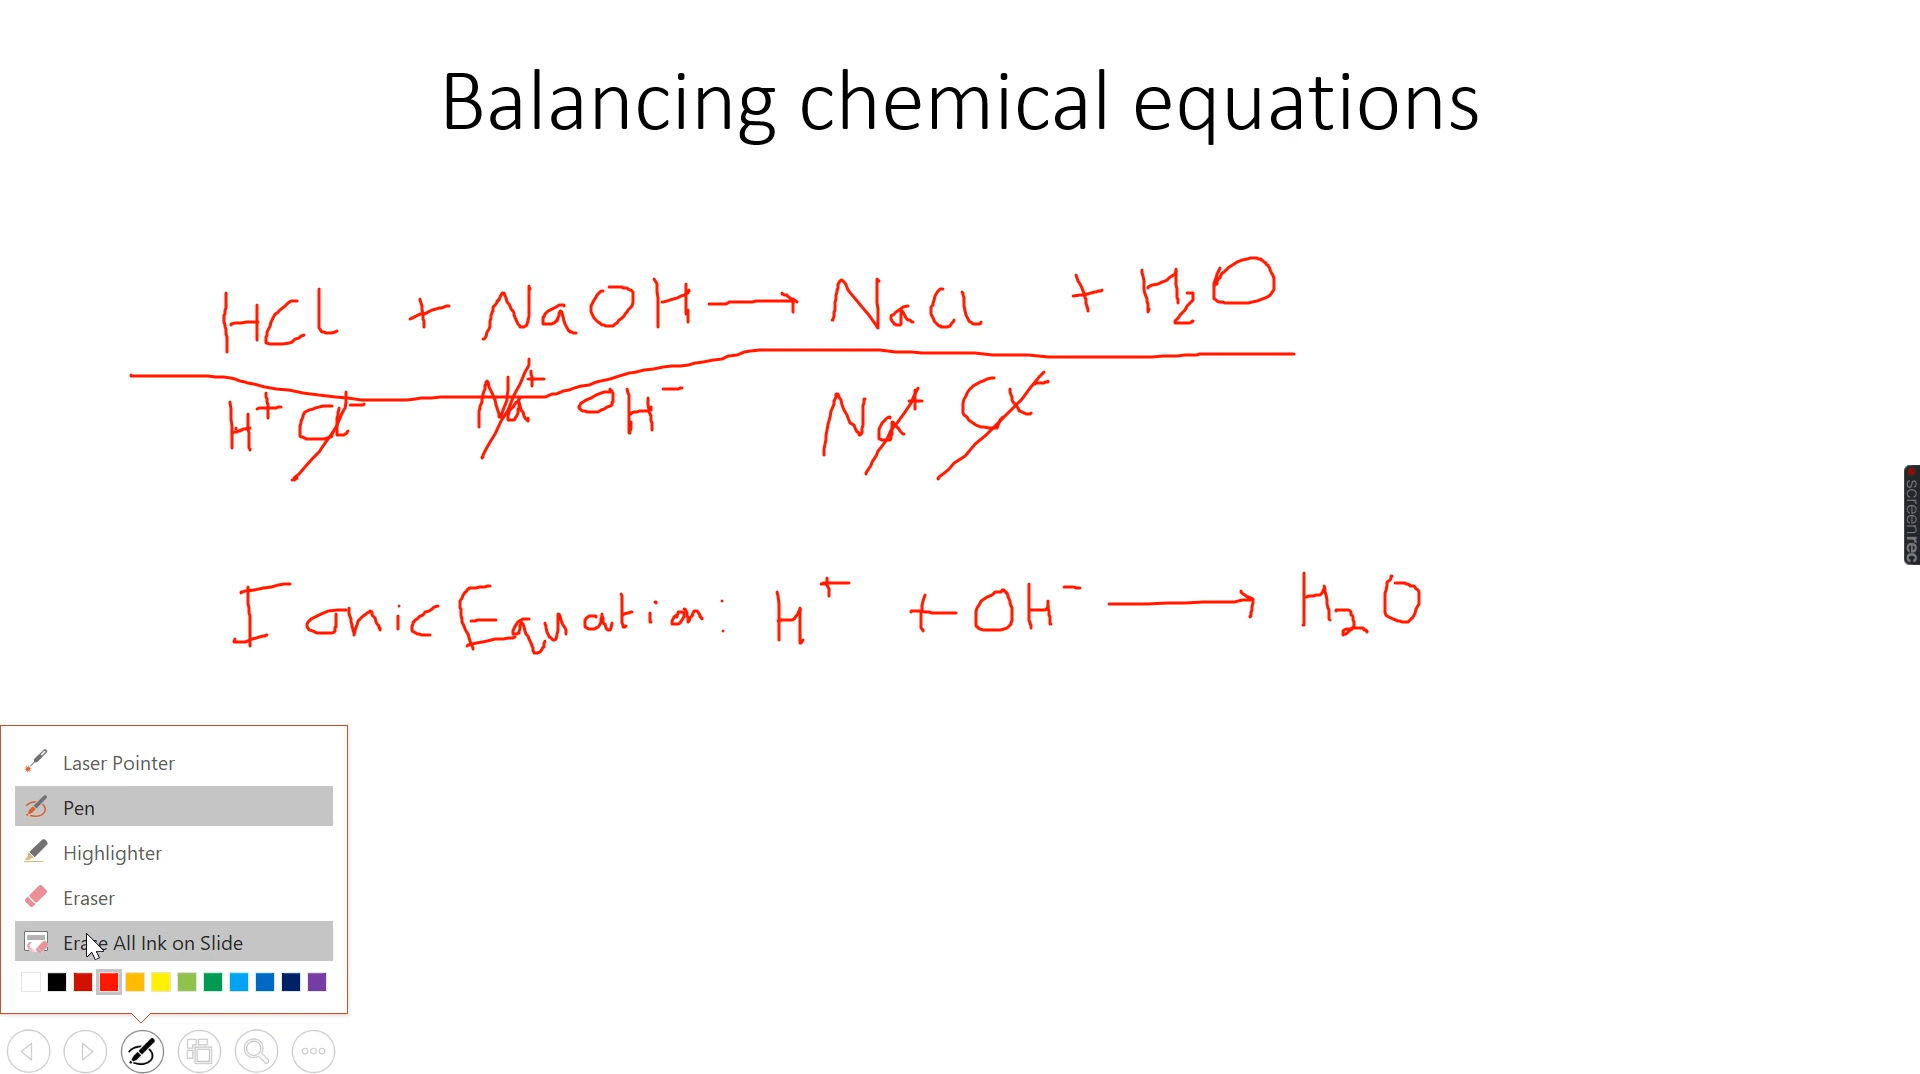 Balancing chemical equations
HCl + NaOH → NaCl + H₂O
H⁺ Cl⁻ Na⁺ OH⁻ Na⁺ Cl⁻
Ionic Equation: H⁺ + OH⁻ → H₂O
Laser Pointer
Pen
Highlighter
Eraser
Erase All Ink on Slide
screenrec